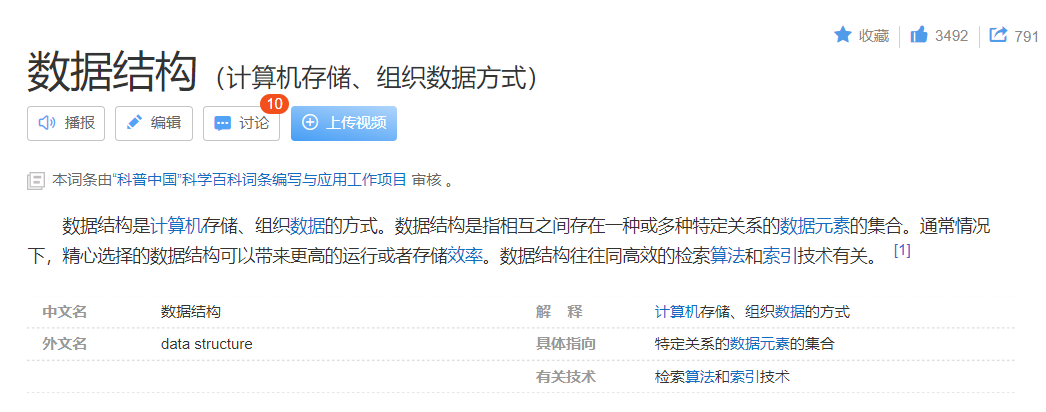 收藏 3492 791
数据结构（计算机存储、组织数据方式）
播报 编辑 讨论 10 上传视频
本词条由“科普中国”科学百科词条编写与应用工作项目 审核 。
数据结构是计算机存储、组织数据的方式。数据结构是指相互之间存在一种或多种特定关系的数据元素的集合。通常情况
下，精心选择的数据结构可以带来更高的运行或者存储效率。数据结构往往同高效的检索算法和索引技术有关。 [1]
中文名 数据结构 解 释 计算机存储、组织数据的方式
外文名 data structure 具体指向 特定关系的数据元素的集合
有关技术 检索算法和索引技术